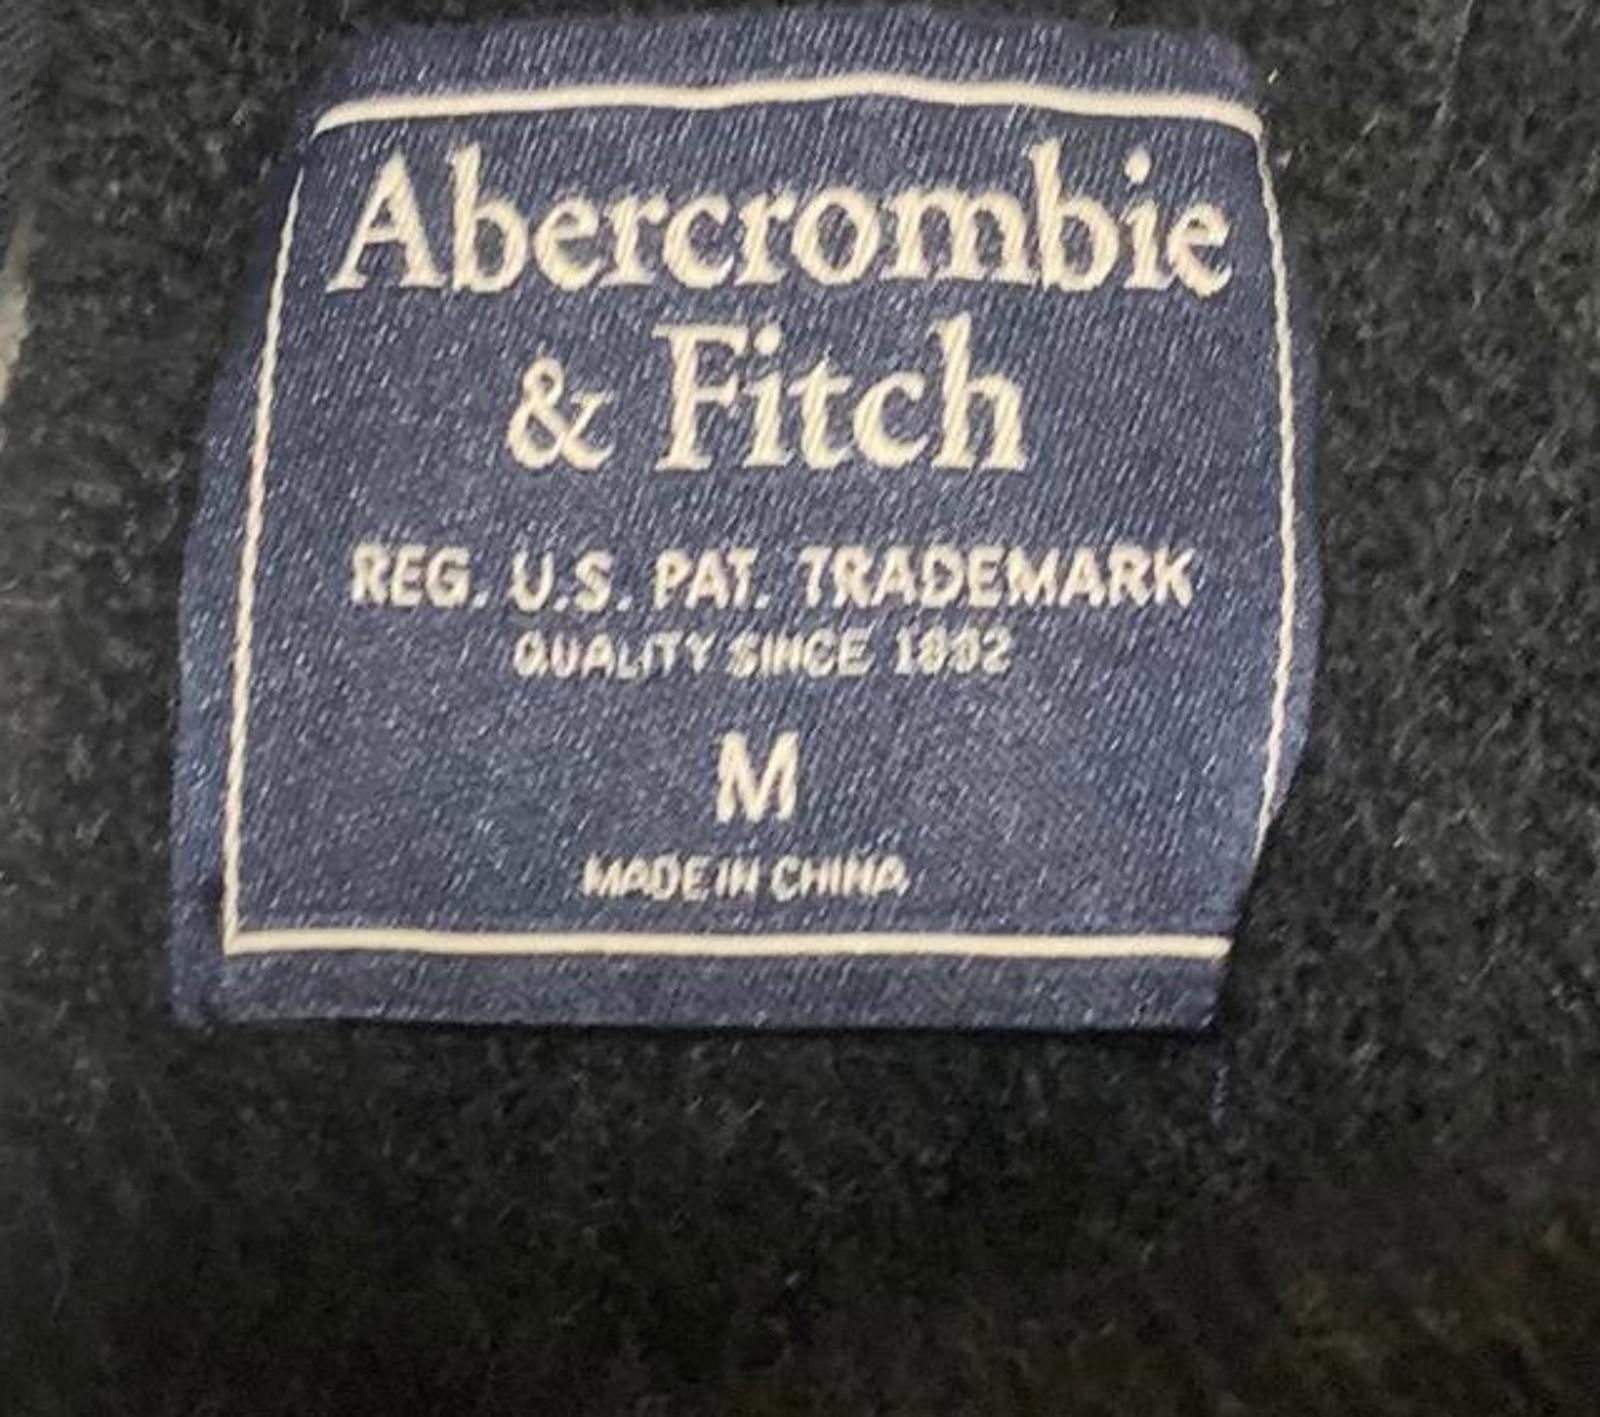 Abercrombie
& Fitch
REG. U.S. PAT. TRADEMARK
QUALITY SINCE 1892
M
MADE IN CHINA